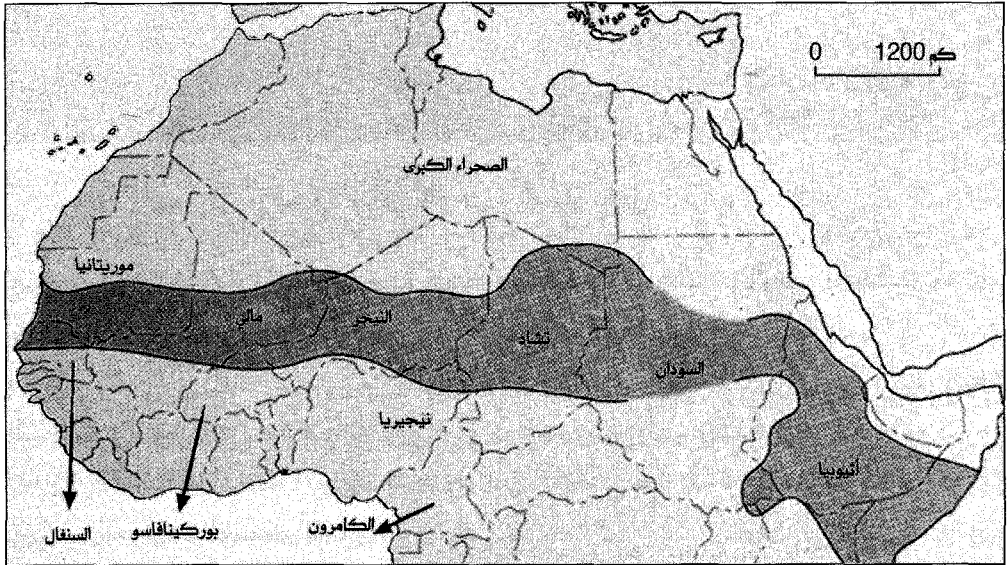 0 1200 كم
الصحراء الكبرى
موريتانيا
مالي
النيجر
تشاد
السودان
نيجيريا
أثيوبيا
السنغال
بوركينافاسو
الكامرون